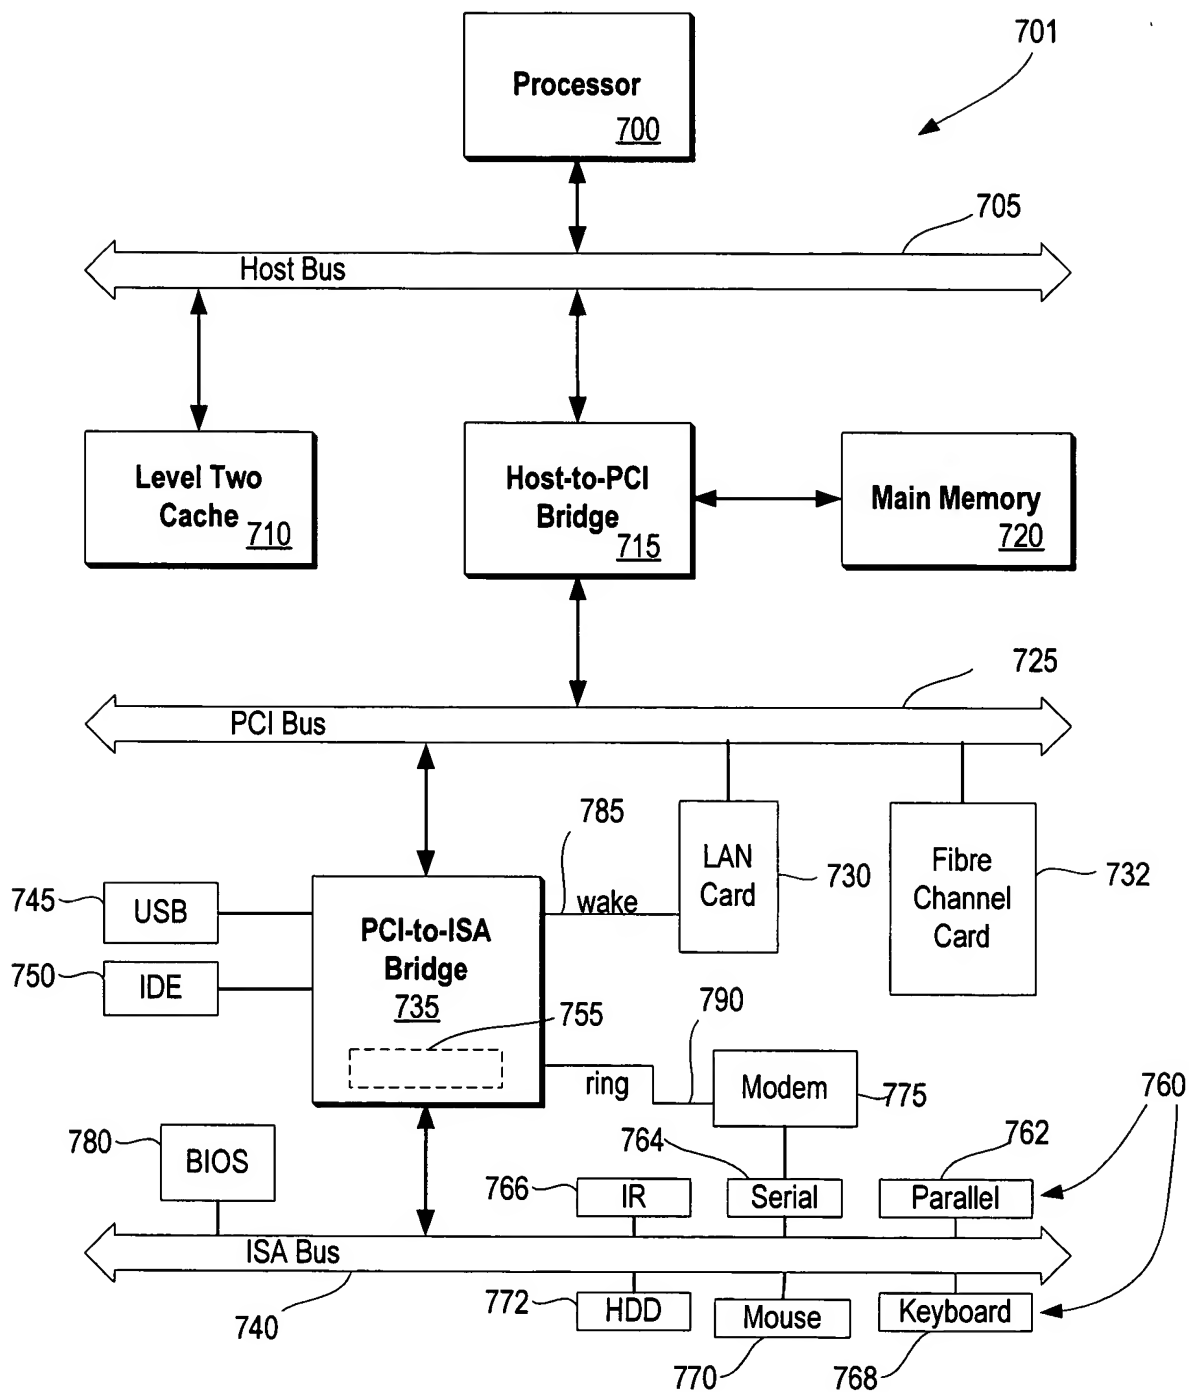 701
Processor
700
705
Host Bus
Level Two
Cache
710
Host-to-PCI
Bridge
715
Main Memory
720
725
PCI Bus
785
LAN
Card
730
Fibre
Channel
Card
732
745
USB
wake
PCI-to-ISA
Bridge
735
750
IDE
755
790
ring
Modem
775
760
780
BIOS
764
762
766
IR
Serial
Parallel
ISA Bus
740
772
HDD
Mouse
Keyboard
770
768